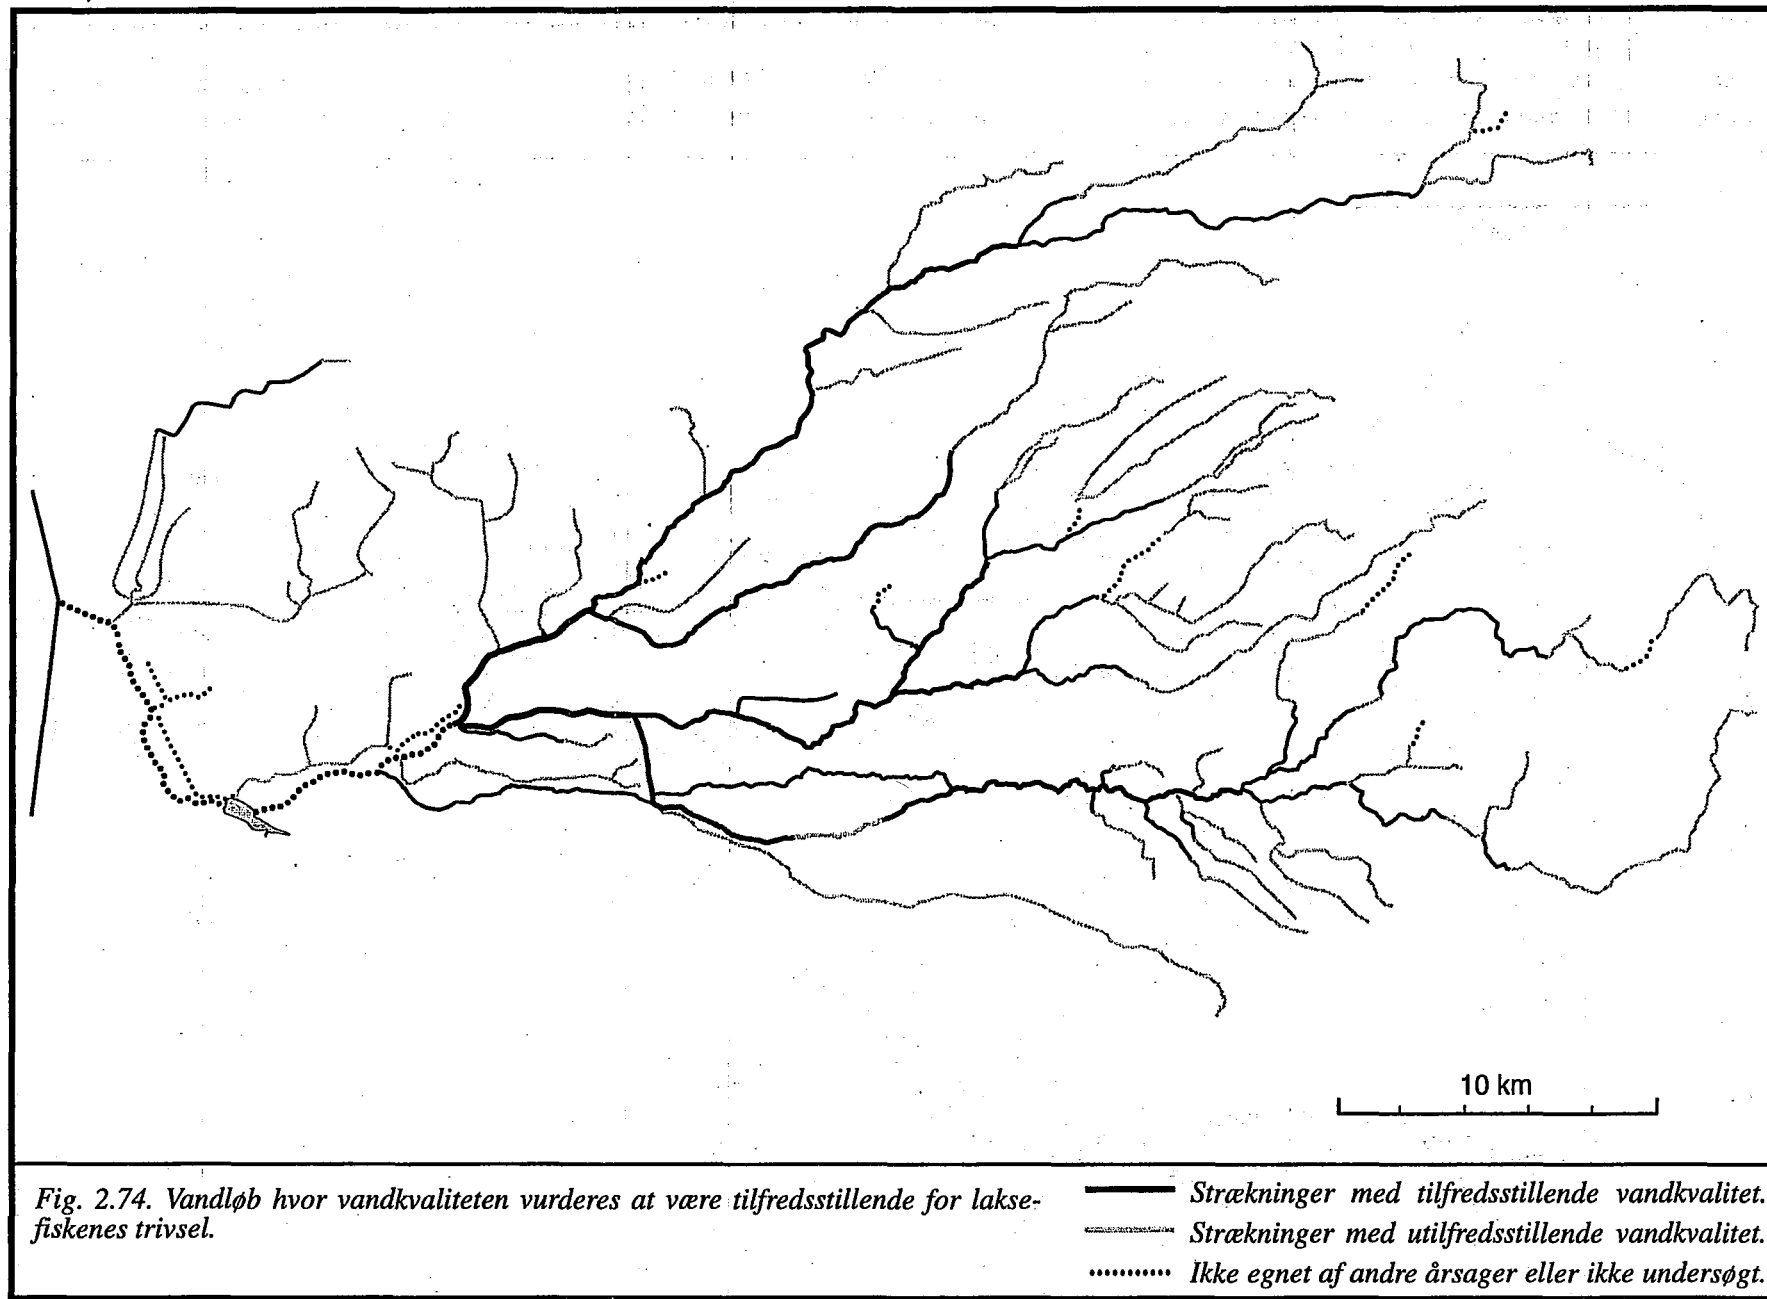 10 km
Fig. 2.74. Vandløb hvor vandkvaliteten vurderes at være tilfredsstillende for lakse-
fiskenes trivsel.
Strækninger med tilfredsstillende vandkvalitet.
Strækninger med utilfredsstillende vandkvalitet.
Ikke egnet af andre årsager eller ikke undersøgt.